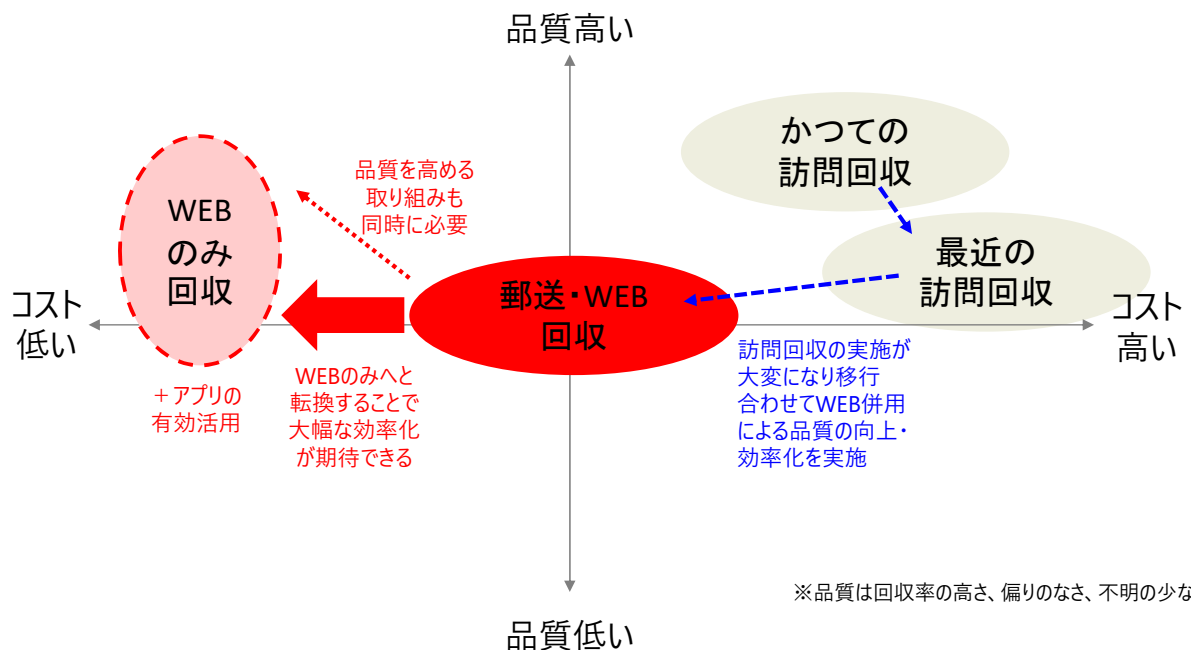 品質高い
かつての
訪問回収
品質を高める
取り組みも
同時に必要
WEB
のみ
回収
最近の
訪問回収
郵送・WEB
回収
コスト
低い
コスト
高い
訪問回収の実施が
大変になり移行
合わせてWEB併用
による品質の向上・
効率化を実施
WEBのみへと
転換することで
大幅な効率化
が期待できる
＋アプリの
有効活用
※品質は回収率の高さ、偏りのなさ、不明の少な
品質低い